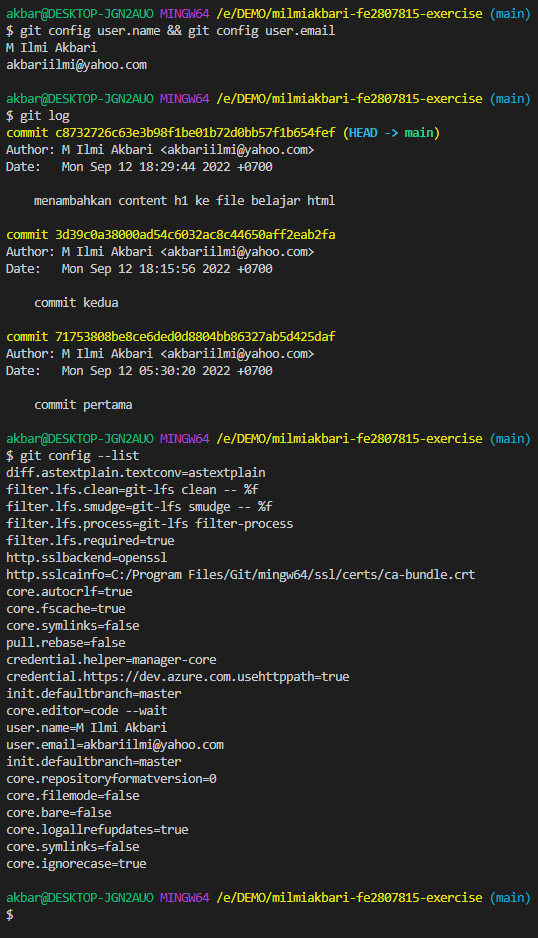 akbar@DESKTOP-JGN2AUO MINGW64 /e/DEMO/milmiakbari-fe2807815-exercise (main)
$ git config user.name && git config user.email
M Ilmi Akbari
akbariilmi@yahoo.com

akbar@DESKTOP-JGN2AUO MINGW64 /e/DEMO/milmiakbari-fe2807815-exercise (main)
$ git log
commit c8732726c63e3b98f1be01b72d0bb57f1b654fef (HEAD -> main)
Author: M Ilmi Akbari <akbariilmi@yahoo.com>
Date:   Mon Sep 12 18:29:44 2022 +0700

    menambahkan content h1 ke file belajar html

commit 3d39c0a38000ad54c6032ac8c44650aff2eab2fa
Author: M Ilmi Akbari <akbariilmi@yahoo.com>
Date:   Mon Sep 12 18:15:56 2022 +0700

    commit kedua

commit 71753808be8ce6ded0d8804bb86327ab5d425daf
Author: M Ilmi Akbari <akbariilmi@yahoo.com>
Date:   Mon Sep 12 05:30:20 2022 +0700

    commit pertama

akbar@DESKTOP-JGN2AUO MINGW64 /e/DEMO/milmiakbari-fe2807815-exercise (main)
$ git config --list
diff.astextplain.textconv=astextplain
filter.lfs.clean=git-lfs clean -- %f
filter.lfs.smudge=git-lfs smudge -- %f
filter.lfs.process=git-lfs filter-process
filter.lfs.required=true
http.sslbackend=openssl
http.sslcainfo=C:/Program Files/Git/mingw64/ssl/certs/ca-bundle.crt
core.autocrlf=true
core.fscache=true
core.symlinks=false
pull.rebase=false
credential.helper=manager-core
credential.https://dev.azure.com.usehttppath=true
init.defaultbranch=master
core.editor=code --wait
user.name=M Ilmi Akbari
user.email=akbariilmi@yahoo.com
init.defaultbranch=master
core.repositoryformatversion=0
core.filemode=false
core.bare=false
core.logallrefupdates=true
core.symlinks=false
core.ignorecase=true

akbar@DESKTOP-JGN2AUO MINGW64 /e/DEMO/milmiakbari-fe2807815-exercise (main)
$